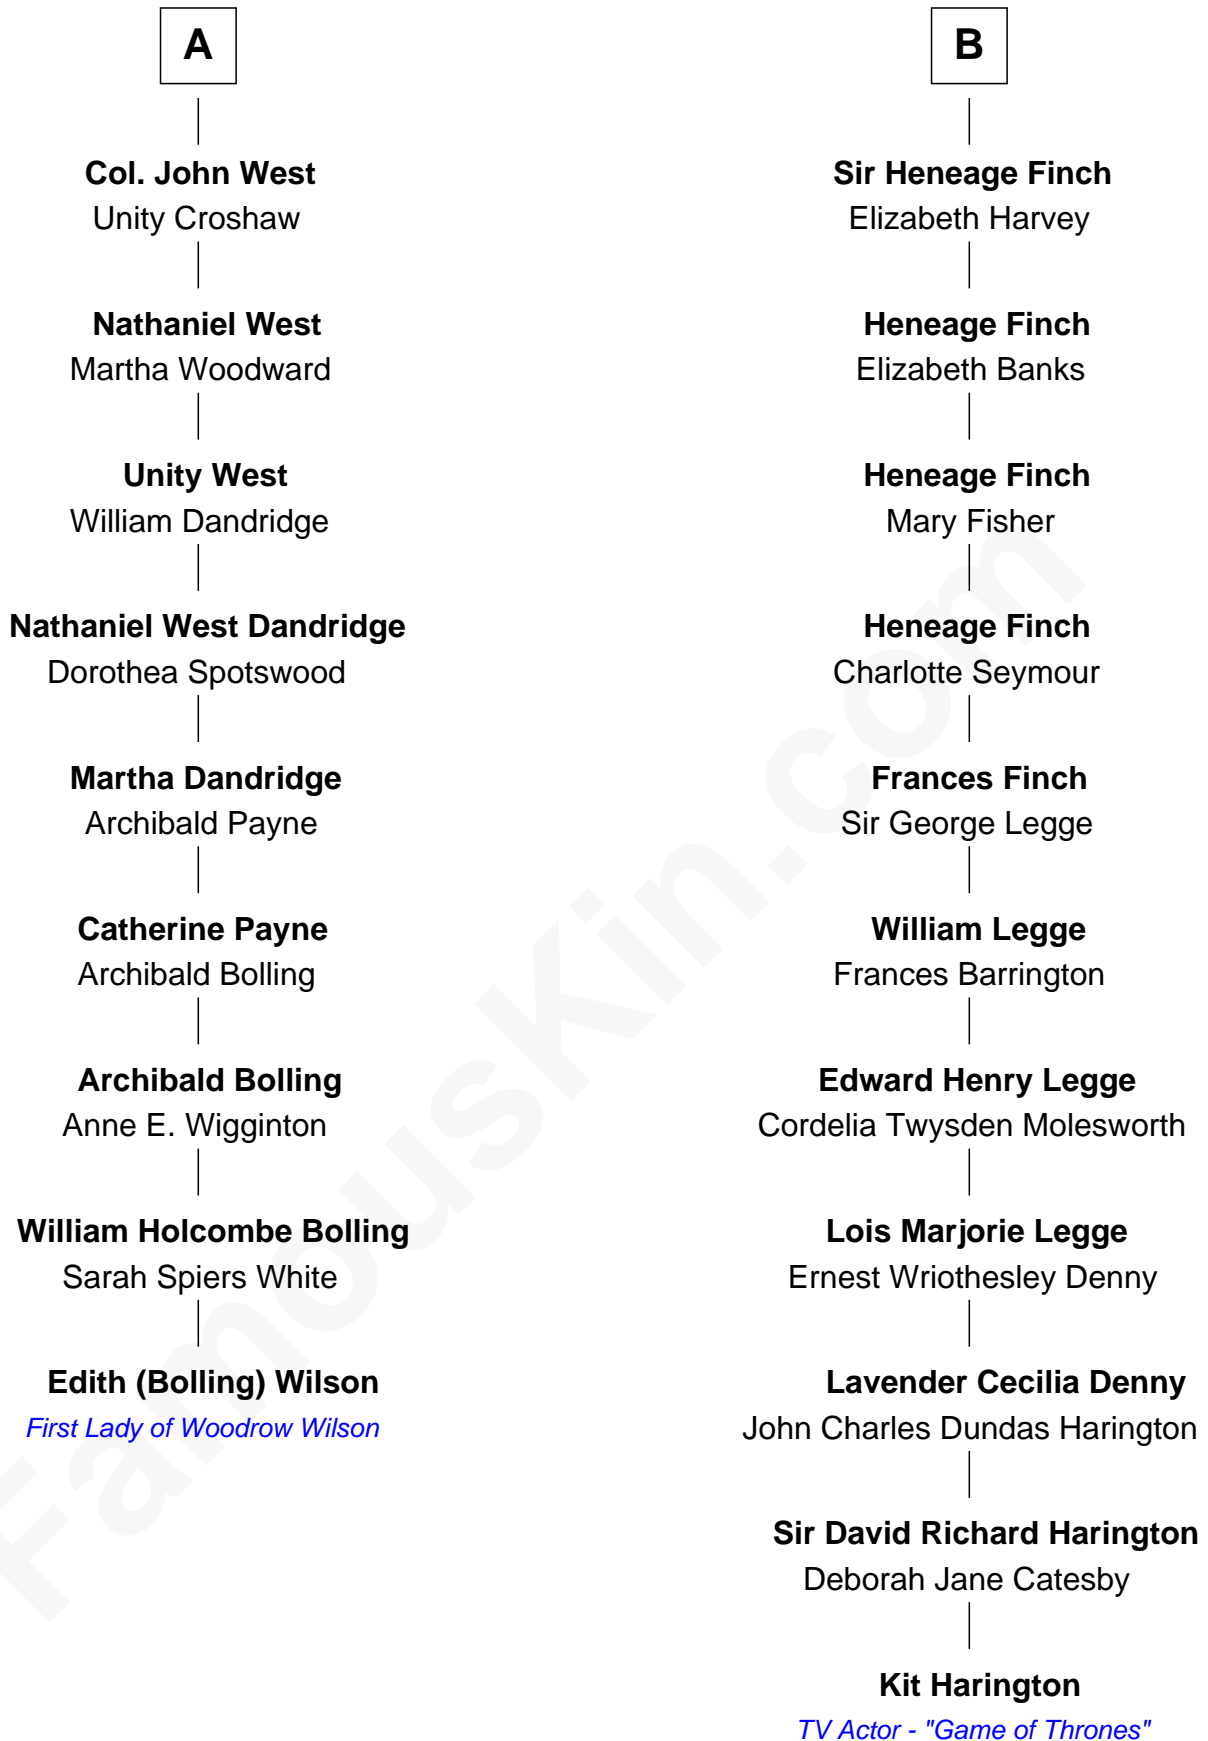 A
Col. John West
Unity Croshaw
Nathaniel West
Martha Woodward
Unity West
William Dandridge
Nathaniel West Dandridge
Dorothea Spotswood
Martha Dandridge
Archibald Payne
Catherine Payne
Archibald Bolling
Archibald Bolling
Anne E. Wigginton
William Holcombe Bolling
Sarah Spiers White
Edith (Bolling) Wilson
First Lady of Woodrow Wilson
B
Sir Heneage Finch
Elizabeth Harvey
Heneage Finch
Elizabeth Banks
Heneage Finch
Mary Fisher
Heneage Finch
Charlotte Seymour
Frances Finch
Sir George Legge
William Legge
Frances Barrington
Edward Henry Legge
Cordelia Twysden Molesworth
Lois Marjorie Legge
Ernest Wriothesley Denny
Lavender Cecilia Denny
John Charles Dundas Harington
Sir David Richard Harington
Deborah Jane Catesby
Kit Harington
TV Actor - "Game of Thrones"
FamousKin.com